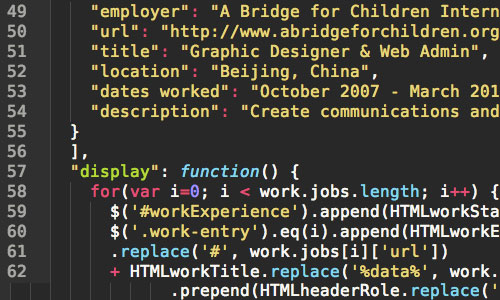 49 "employer": "A Bridge for Children Intern
50 "url": "http://www.abridgeforchildren.org
51 "title": "Graphic Designer & Web Admin",
52 "location": "Beijing, China",
53 "dates worked": "October 2007 - March 201
54 "description": "Create communications and
55 }
56 ],
57 "display": function() {
58 for(var i=0; i < work.jobs.length; i++) {
59 $('#workExperience').append(HTMLworkSta
60 $('.work-entry').eq(i).append(HTMLworkE
61 .replace('#', work.jobs[i]['url'])
62 + HTMLworkTitle.replace('%data%', work.
.prepend(HTMLheaderRole.replace('